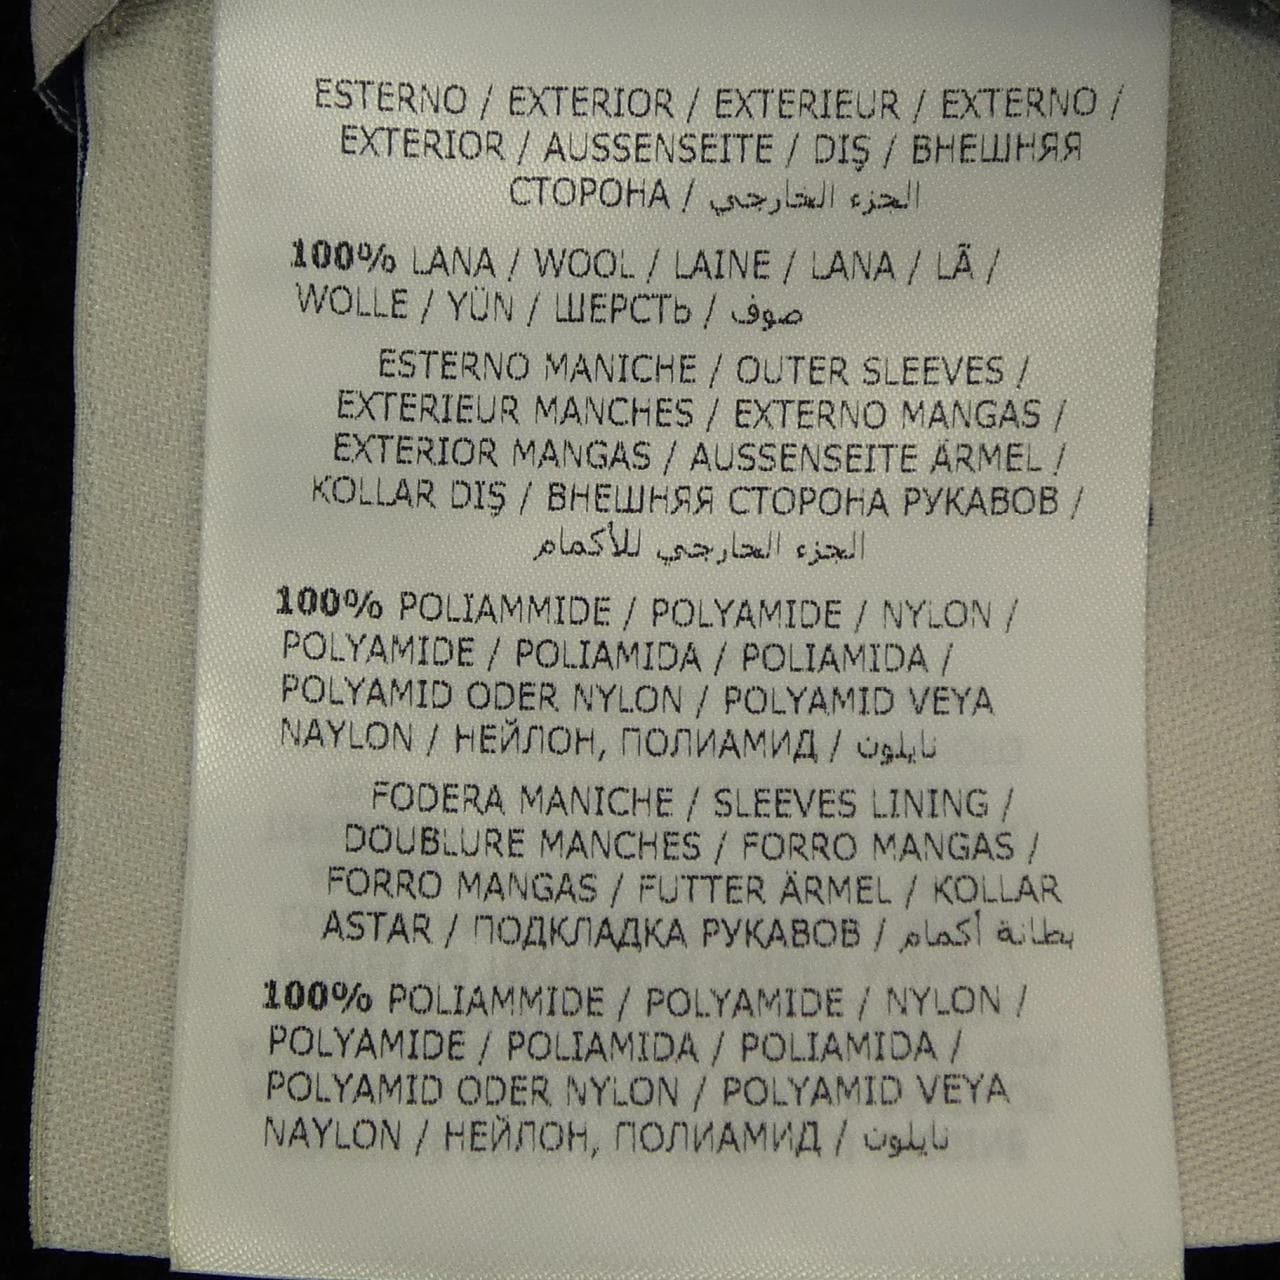 ESTERNO / EXTERIOR / EXTERIEUR / EXTERNO /
EXTERIOR / AUSSENSEITE / DIŞ / ВНЕШНЯЯ
СТОРОНА / الجزء الخارجي
100% LANA / WOOL / LAINE / LANA / LÃ /
WOLLE / YÜN / ШЕРСТЬ / صوف
ESTERNO MANICHE / OUTER SLEEVES /
EXTERIEUR MANCHES / EXTERNO MANGAS /
EXTERIOR MANGAS / AUSSENSEITE ÄRMEL /
KOLLAR DIŞ / ВНЕШНЯЯ СТОРОНА РУКАВОВ /
الجزء الخارجي للأكمام
100% POLIAMMIDE / POLYAMIDE / NYLON /
POLYAMIDE / POLIAMIDA / POLIAMIDA /
POLYAMID ODER NYLON / POLYAMID VEYA
NAYLON / НЕЙЛОН, ПОЛИАМИД / نايلون
FODERA MANICHE / SLEEVES LINING /
DOUBLURE MANCHES / FORRO MANGAS /
FORRO MANGAS / FUTTER ÄRMEL / KOLLAR
ASTAR / ПОДКЛАДКА РУКАВОВ / بطانة أكمام
100% POLIAMMIDE / POLYAMIDE / NYLON /
POLYAMIDE / POLIAMIDA / POLIAMIDA /
POLYAMID ODER NYLON / POLYAMID VEYA
NAYLON / НЕЙЛОН, ПОЛИАМИД / نايلون